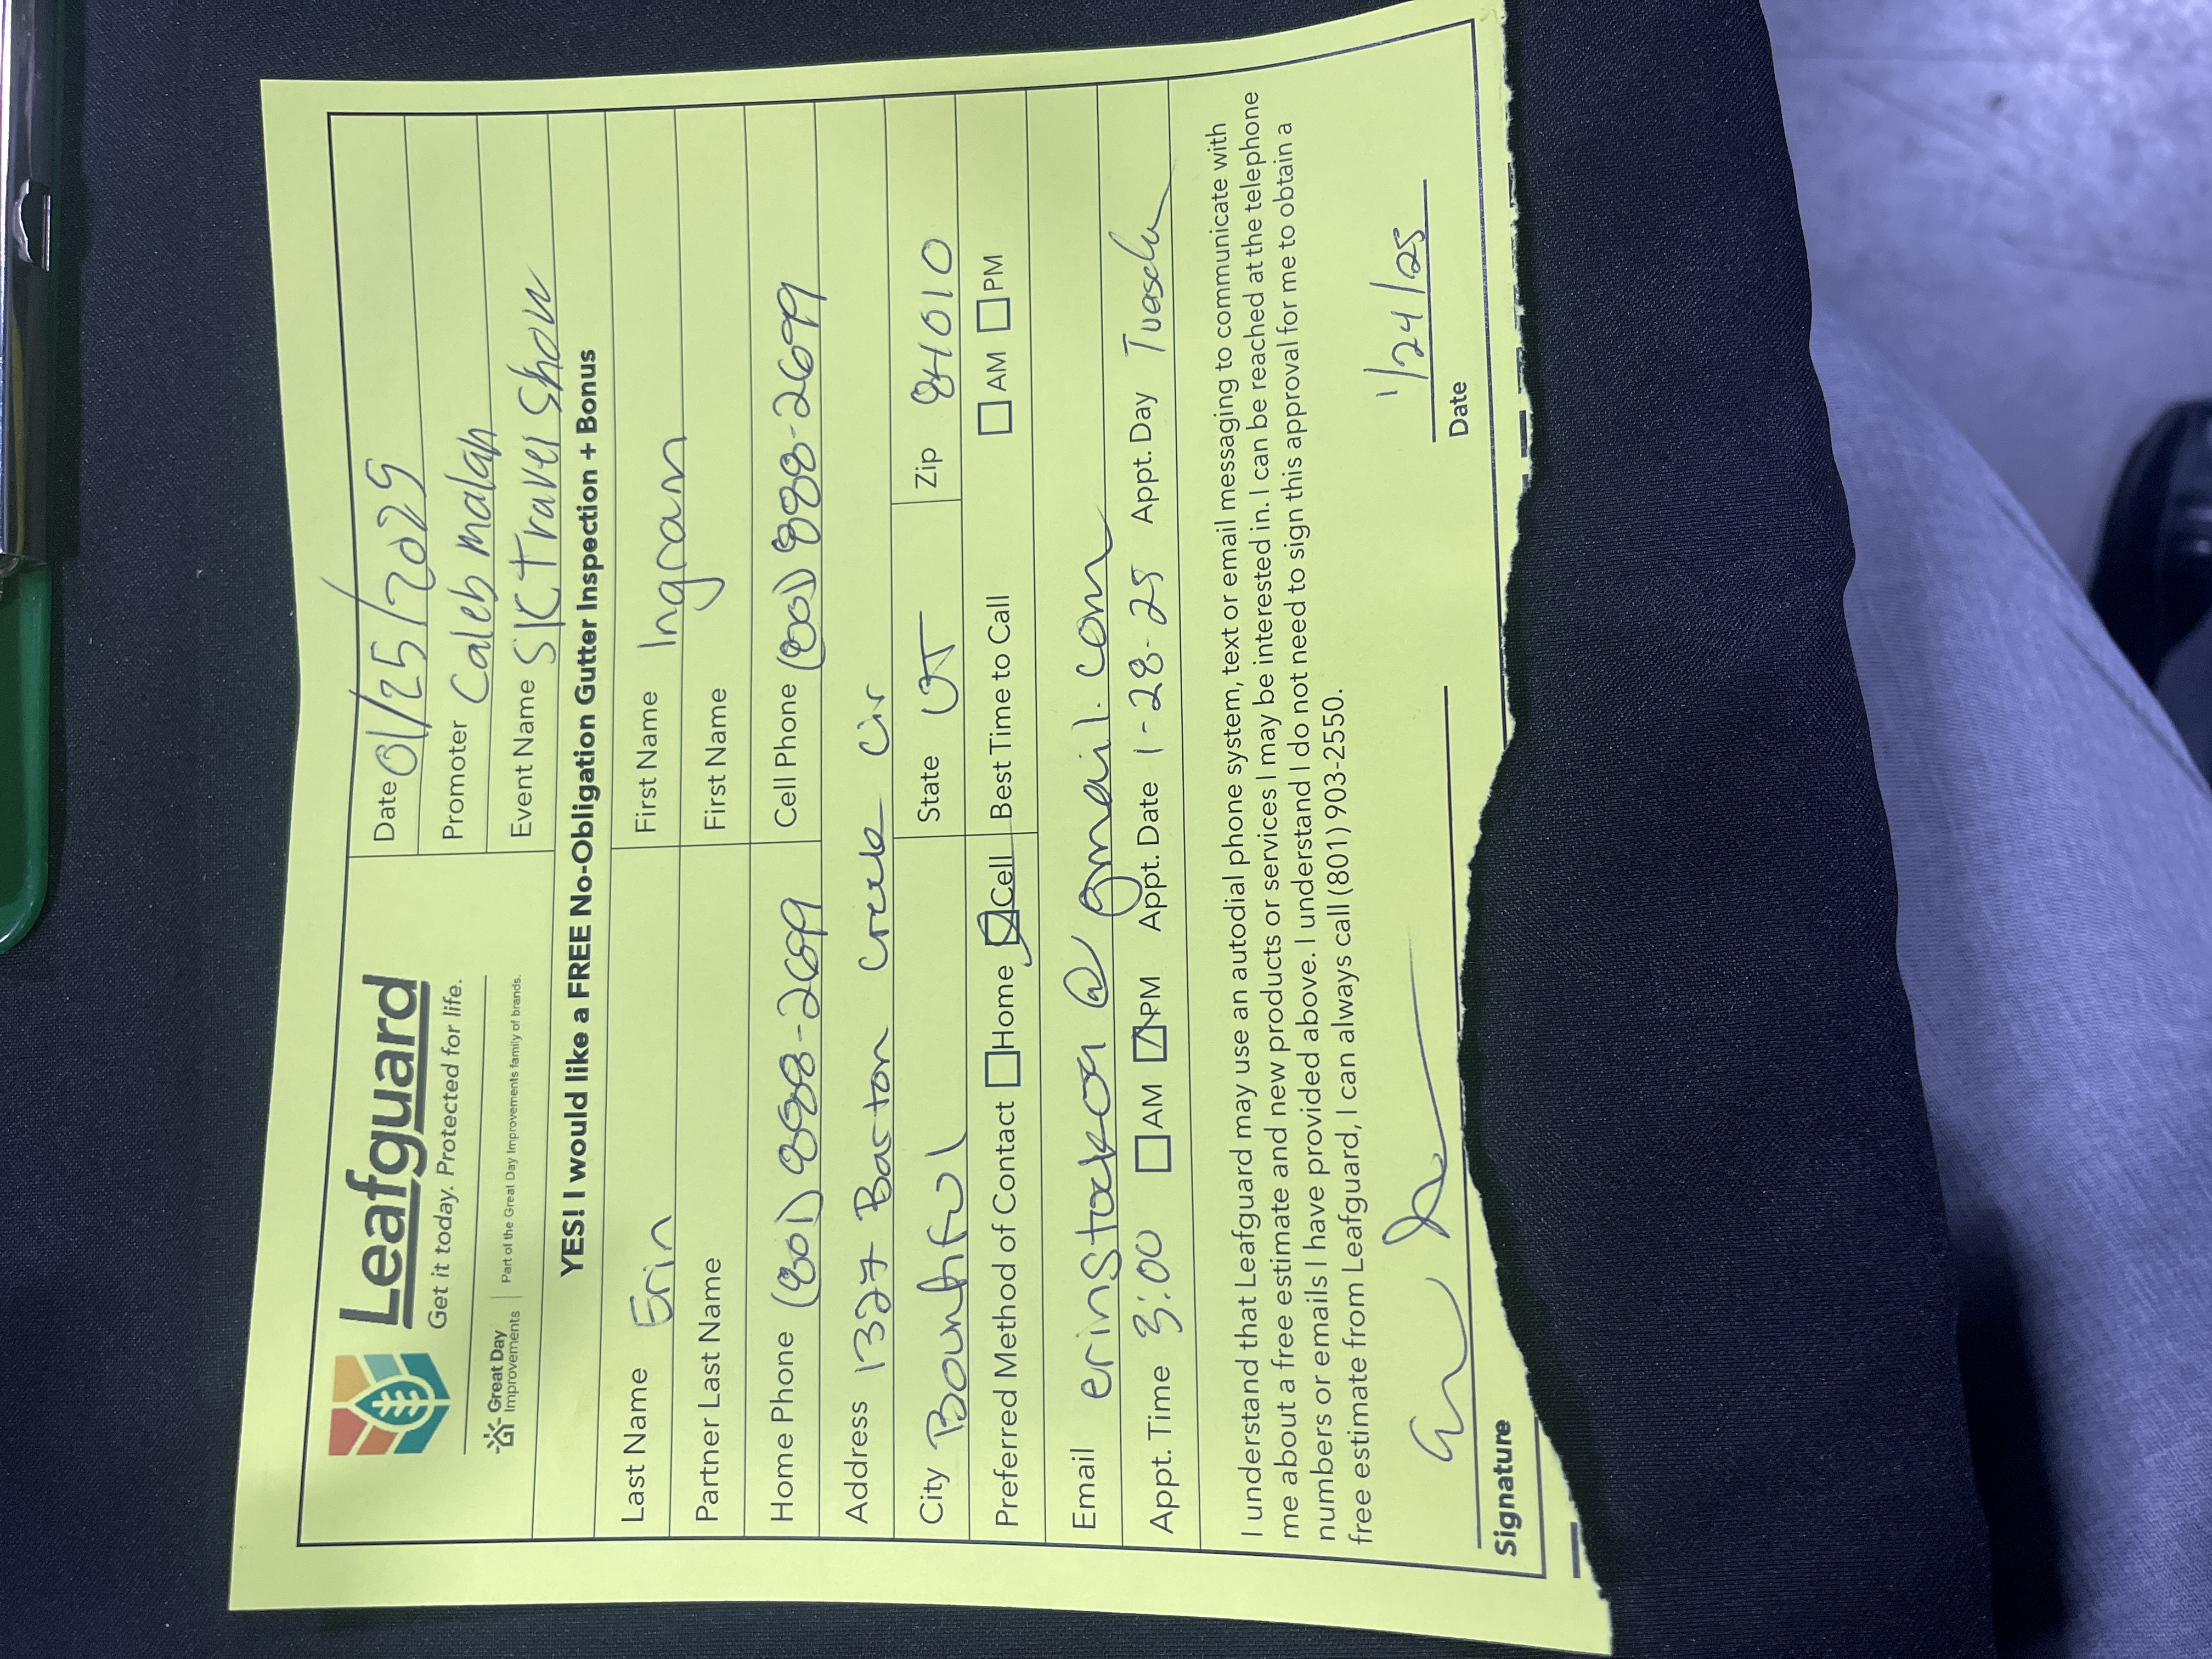 Leafguard
Get it today. Protected for life.
Great Day Improvements Part of the Great Day Improvements family of brands.
Date 01/25/2025
Promoter Caleb malan
Event Name SLC Travel Show
YES! I would like a FREE No-Obligation Gutter Inspection + Bonus
Last Name Erin First Name Ingram
Partner Last Name First Name
Home Phone (801) 888-2699 Cell Phone (801) 888-2699
Address 1327 Barton Creek Cir
City Bountiful State UT Zip 84010
Preferred Method of Contact Home Cell Best Time to Call AM PM
Email erinstock09@gmail.com
Appt. Time 3:00 AM PM Appt. Date 1-28-25 Appt. Day Tuesday
I understand that Leafguard may use an autodial phone system, text or email messaging to communicate with
me about a free estimate and new products or services I may be interested in. I can be reached at the telephone
numbers or emails I have provided above. I understand I do not need to sign this approval for me to obtain a
free estimate from Leafguard, I can always call (801) 903-2550.
1/24/25
Signature Date